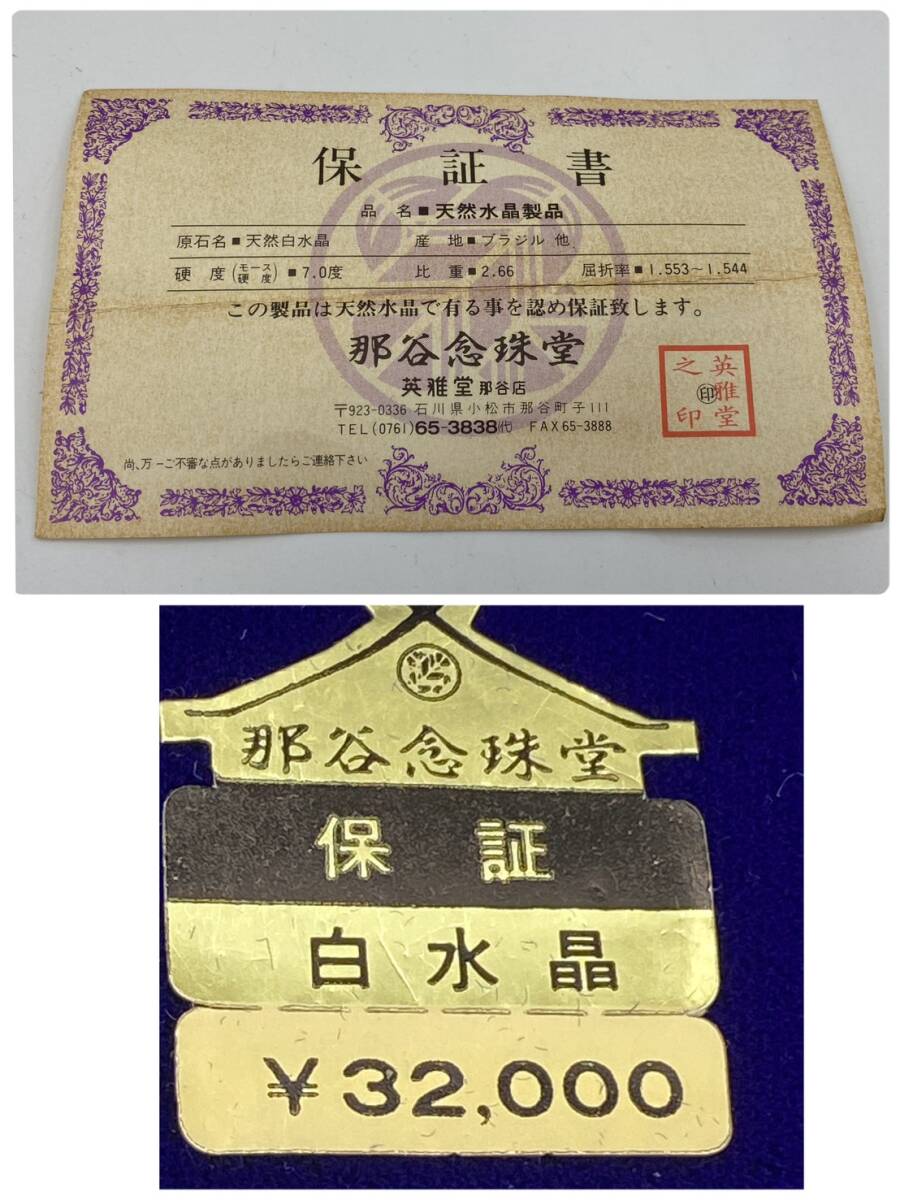 保 証 書
品 名 ■ 天然水晶製品
原石名 ■ 天然白水晶 産 地 ■ ブラジル 他
硬 度 (モース硬 度) ■ 7.0度 比 重 ■ 2.66 屈折率 ■ 1.553～1.544
この製品は天然水晶で有る事を認め保証致します。
那谷念珠堂
英雅堂 那谷店
〒923-0336 石川県小松市那谷町子111
TEL (0761) 65-3838(代) FAX 65-3888
英雅堂之印
㊞
尚、万一ご不審な点がありましたらご連絡下さい
那谷念珠堂
保 証
白水晶
¥32,000